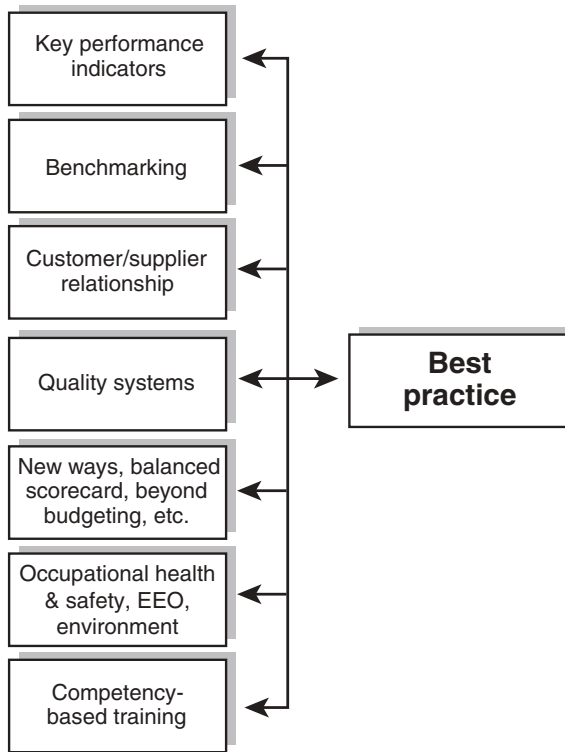 Key performance
indicators
Benchmarking
Customer/supplier
relationship
Quality systems
Best
practice
New ways, balanced
scorecard, beyond
budgeting, etc.
Occupational health
& safety, EEO,
environment
Competency-
based training